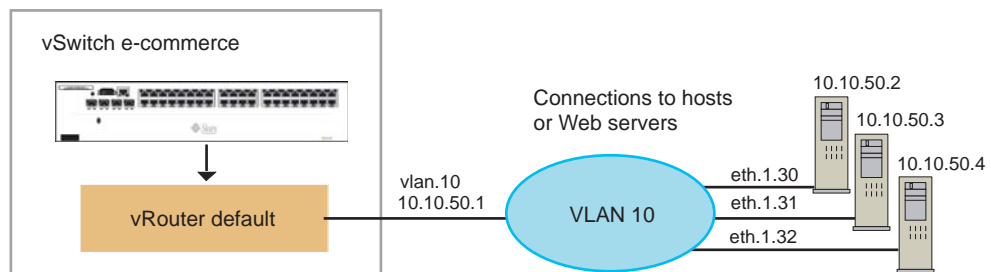 vSwitch e-commerce
Sun
vRouter default
vlan.10
10.10.50.1
Connections to hosts
or Web servers
VLAN 10
eth.1.30
eth.1.31
eth.1.32
10.10.50.2
10.10.50.3
10.10.50.4